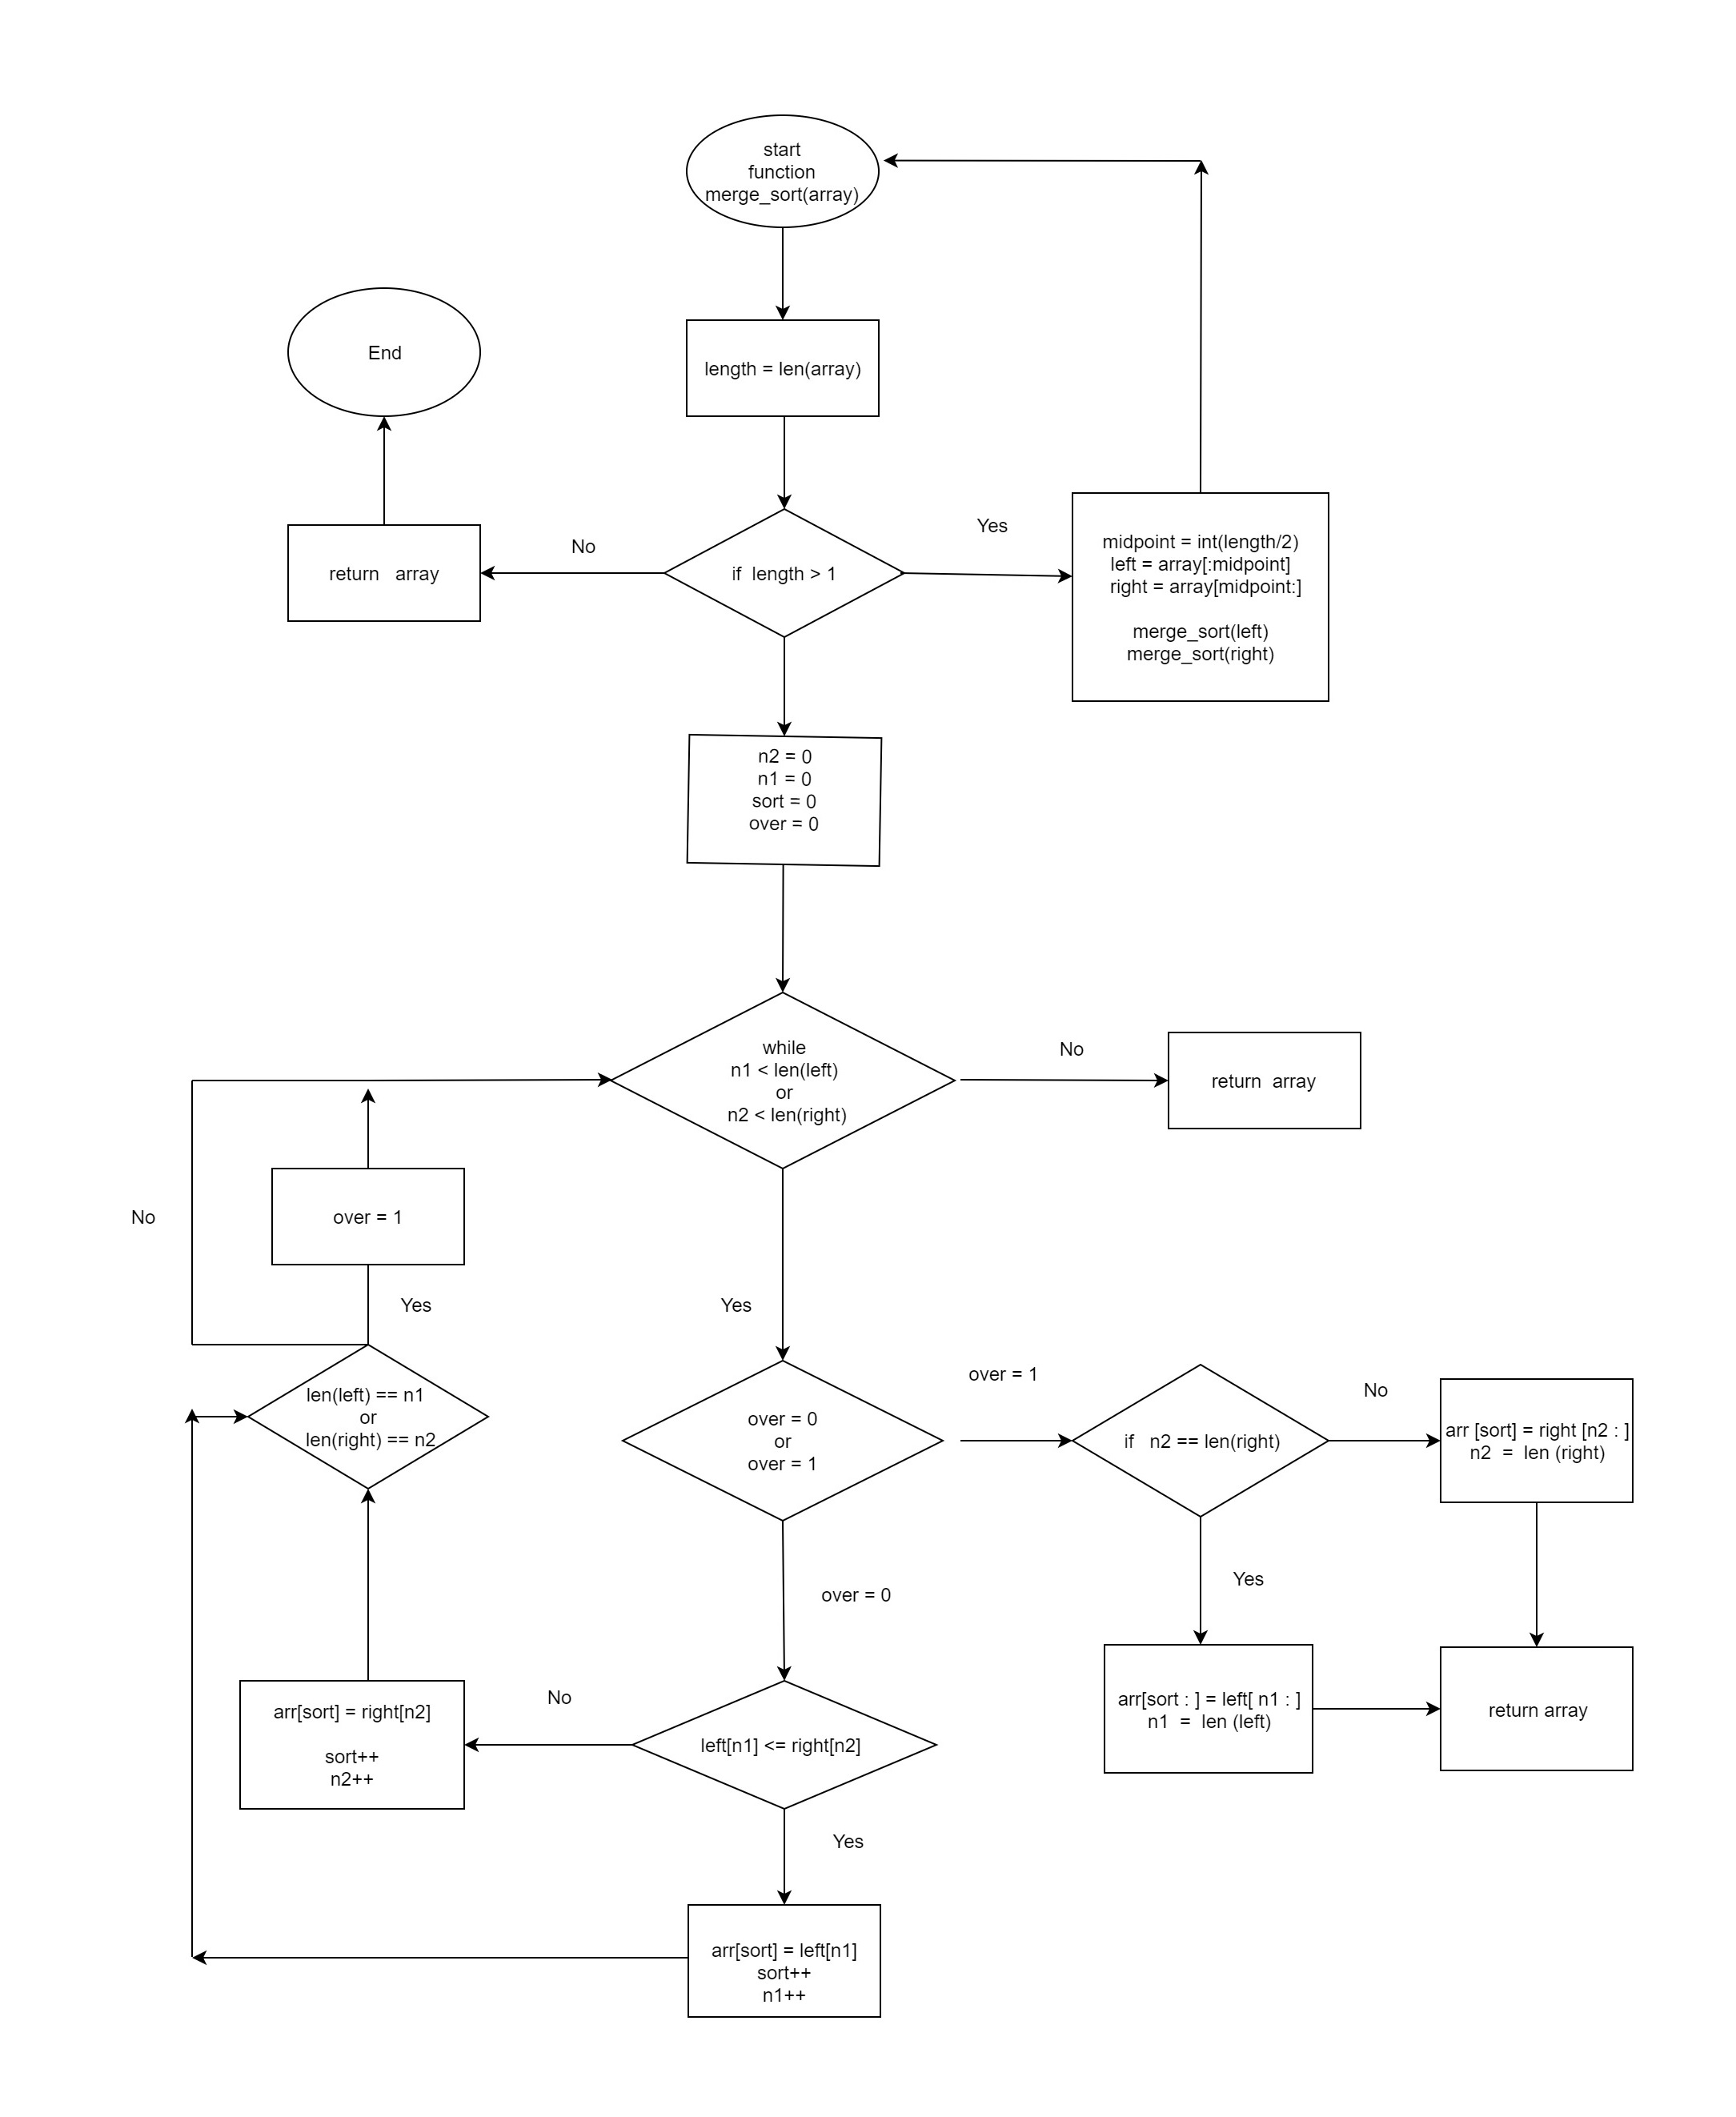 start
function
merge_sort(array)
End
length = len(array)
No
Yes
return   array
if  length > 1
midpoint = int(length/2)
left = array[:midpoint]
right = array[midpoint:]
merge_sort(left)
merge_sort(right)
n2 = 0
n1 = 0
sort = 0
over = 0
while
n1 < len(left)
or
n2 < len(right)
No
return  array
No
over = 1
Yes
Yes
len(left) == n1
or
len(right) == n2
over = 0
or
over = 1
over = 1
if   n2 == len(right)
No
arr [sort] = right [n2 : ]
n2  =  len (right)
over = 0
Yes
arr[sort] = right[n2]
sort++
n2++
No
left[n1] <= right[n2]
arr[sort : ] = left[ n1 : ]
n1  =  len (left)
return array
Yes
arr[sort] = left[n1]
sort++
n1++